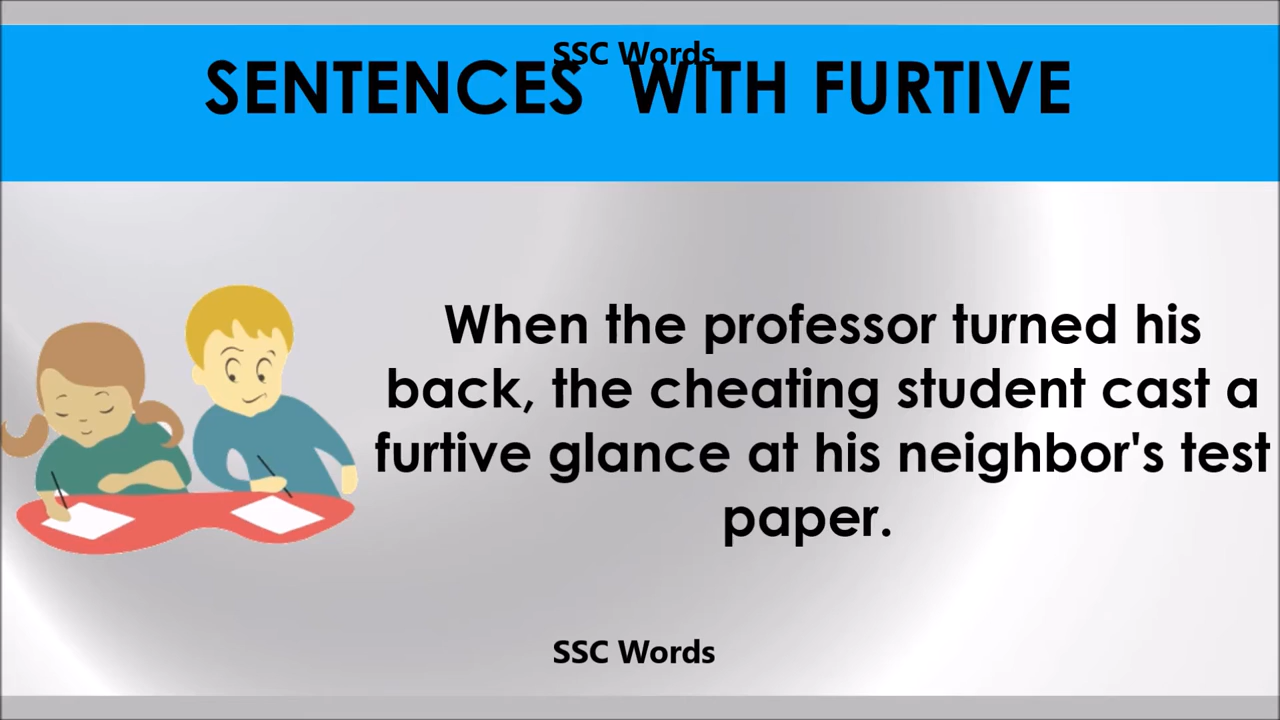 SSC Words
SENTENCES WITH FURTIVE
When the professor turned his
back, the cheating student cast a
furtive glance at his neighbor's test
paper.
SSC Words